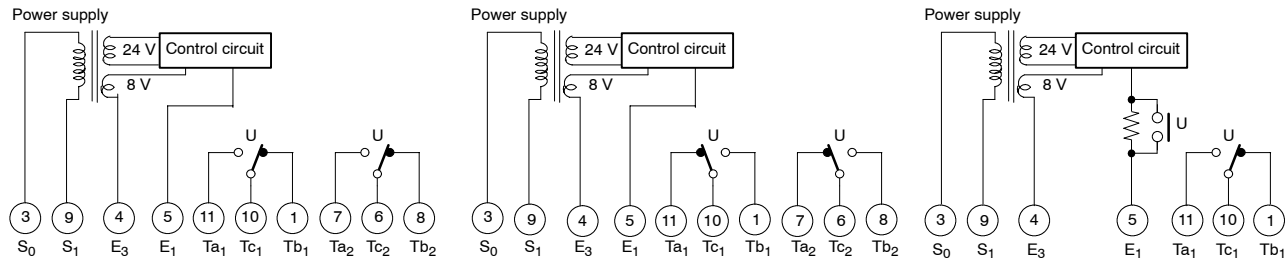 Power supply
24 V
Control circuit
8 V
U
U
3
9
4
5
11
10
1
7
6
8
S0
S1
E3
E1
Ta1
Tc1
Tb1
Ta2
Tc2
Tb2
Power supply
24 V
Control circuit
8 V
U
U
3
9
4
5
11
10
1
7
6
8
S0
S1
E3
E1
Ta1
Tc1
Tb1
Ta2
Tc2
Tb2
Power supply
24 V
Control circuit
8 V
U
U
3
9
4
5
11
10
1
S0
S1
E3
E1
Ta1
Tc1
Tb1